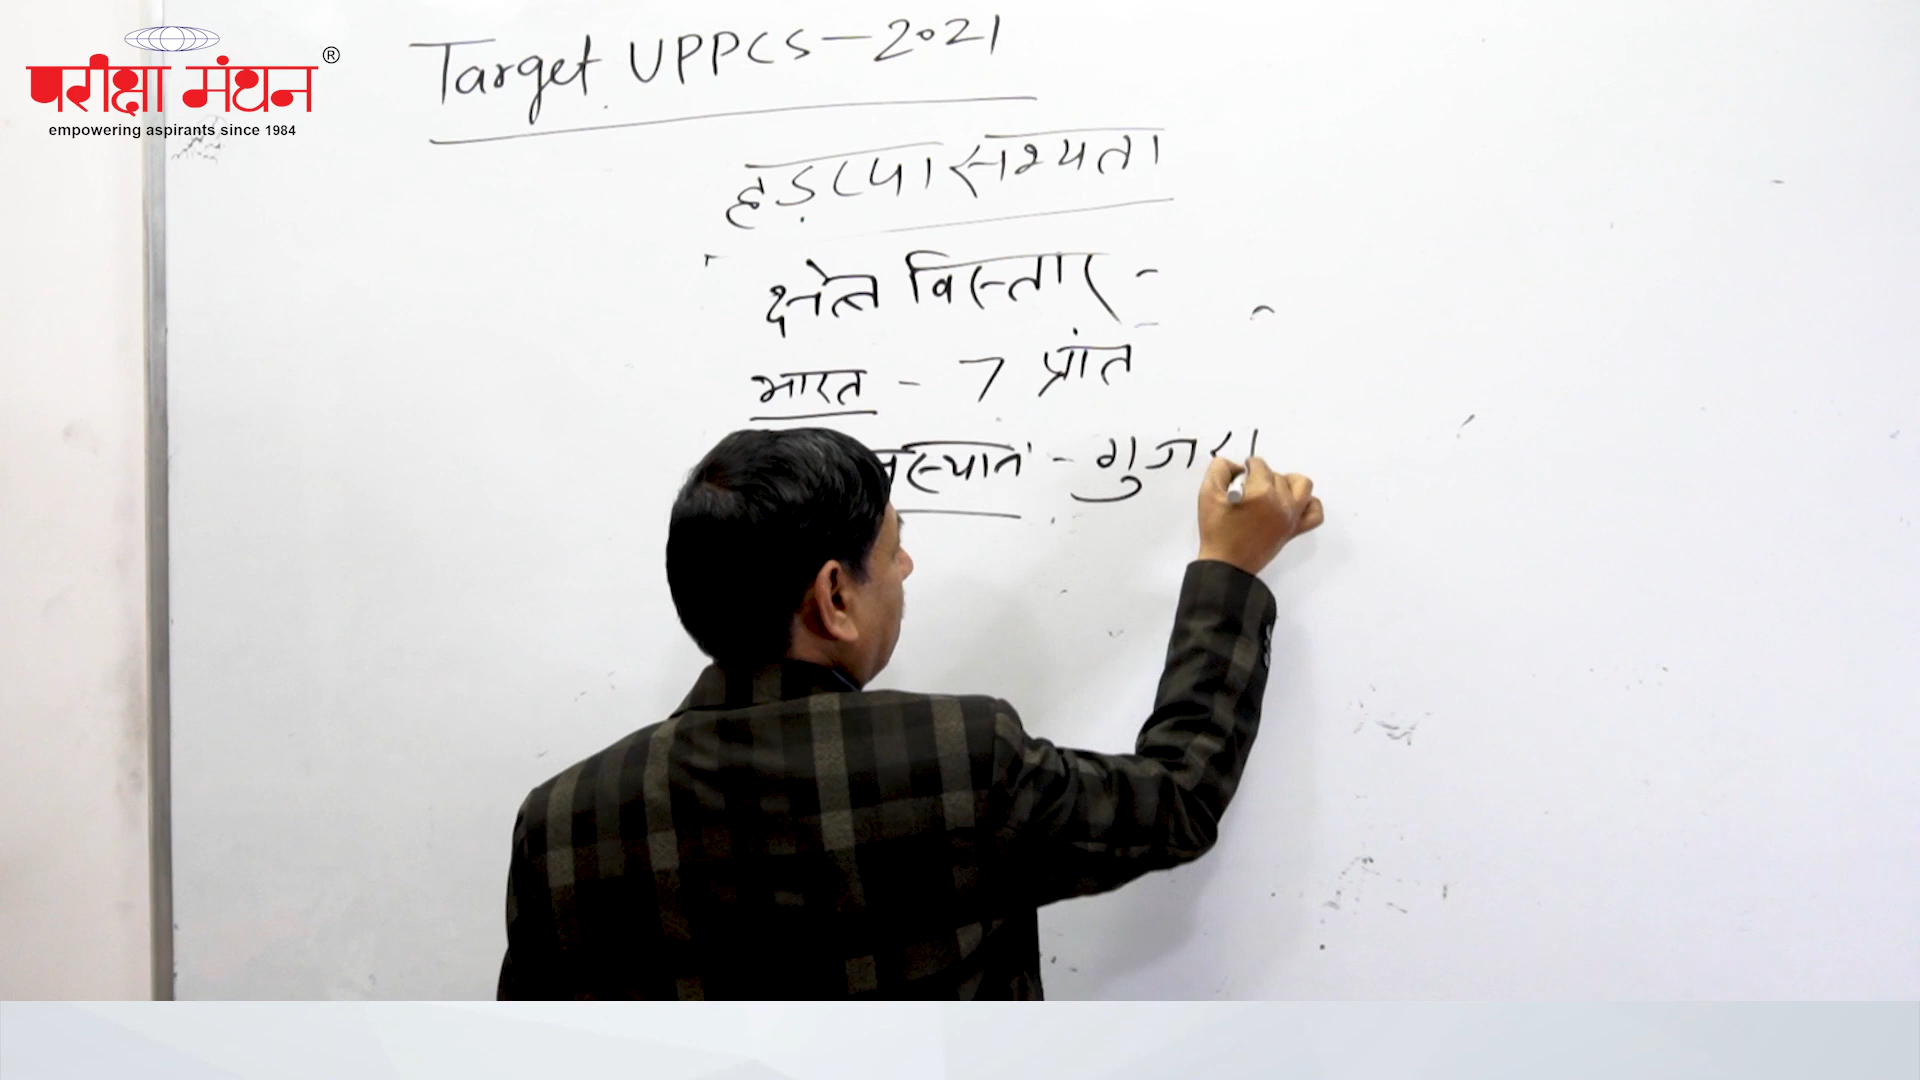 परीक्षा मंथन®
empowering aspirants since 1984
Target UPPCS-2021
हड़प्पा सभ्यता
क्षेत्र विस्तार -
भारत - 7 प्रांत